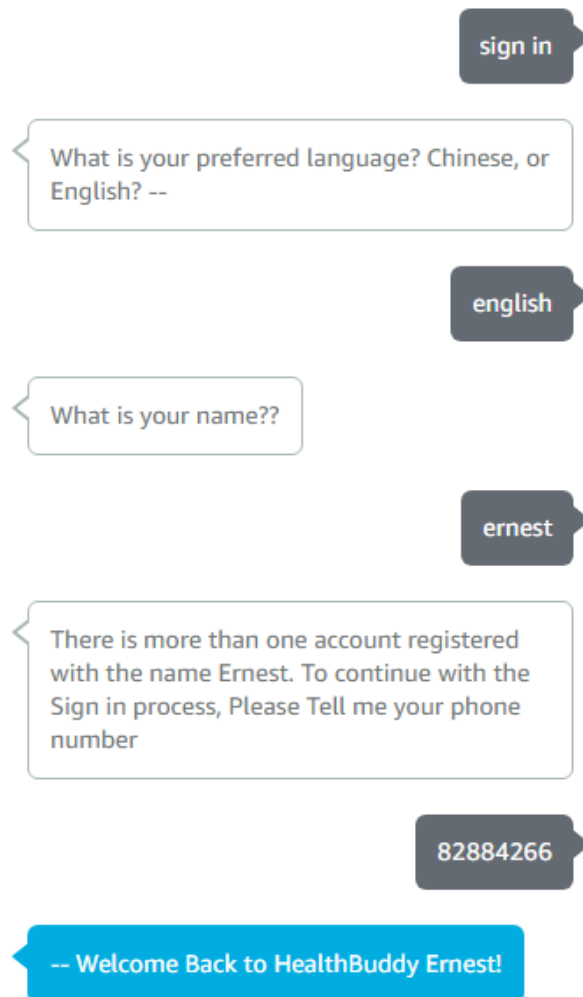 sign in
What is your preferred language? Chinese, or
English? --
english
What is your name??
ernest
There is more than one account registered
with the name Ernest. To continue with the
Sign in process, Please Tell me your phone
number
82884266
-- Welcome Back to HealthBuddy Ernest!